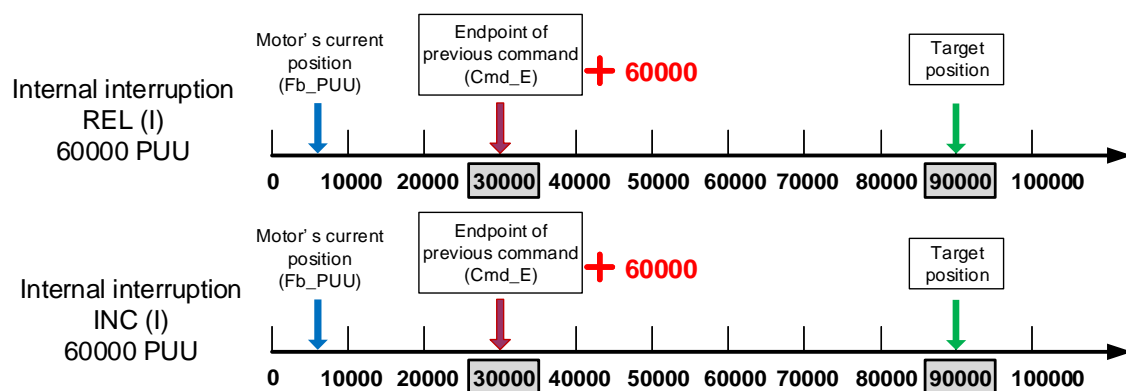 Motor's current
position
(Fb_PUU)
Endpoint of
previous command
(Cmd_E)
+ 60000
Target
position
Internal interruption
REL (I)
60000 PUU
0 10000 20000 30000 40000 50000 60000 70000 80000 90000 100000
Motor's current
position
(Fb_PUU)
Endpoint of
previous command
(Cmd_E)
+ 60000
Target
position
Internal interruption
INC (I)
60000 PUU
0 10000 20000 30000 40000 50000 60000 70000 80000 90000 100000